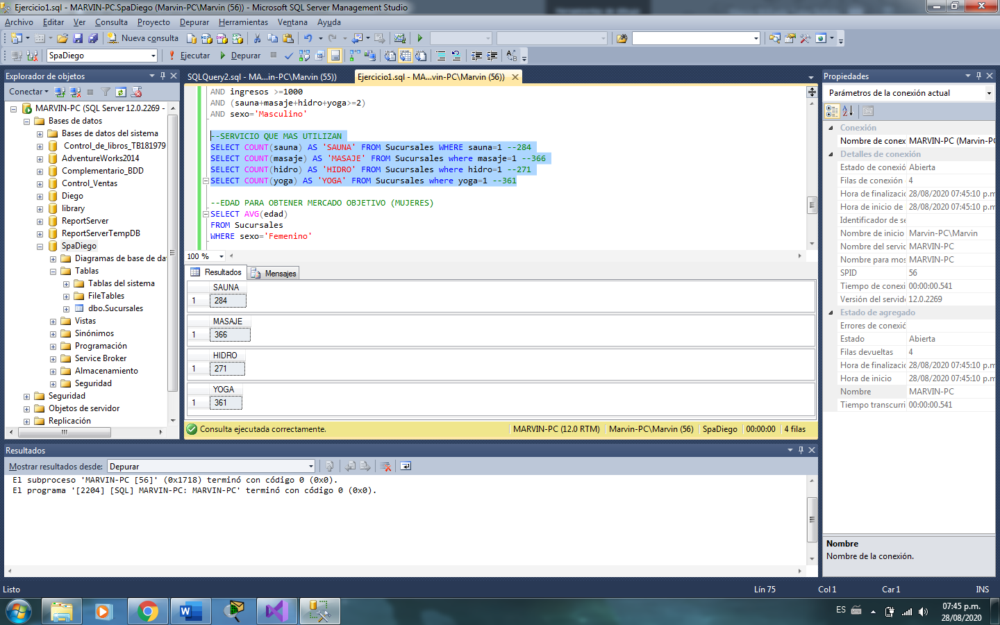 Ejercicio1.sql - MARVIN-PC.SpaDiego (Marvin-PC\Marvin (56)) - Microsoft SQL Server Management Studio
Archivo Editar Ver Consulta Proyecto Depurar Herramientas Ventana Ayuda
Nueva consulta
SpaDiego Ejecutar Depurar
Explorador de objetos
Conectar
MARVIN-PC (SQL Server 12.0.2269 -
Bases de datos
Bases de datos del sistema
Control_de_libros_TB181979
AdventureWorks2014
Complementario_BDD
Control_Ventas
Diego
library
ReportServer
ReportServerTempDB
SpaDiego
Diagramas de base de da
Tablas
Tablas del sistema
FileTables
dbo.Sucursales
Vistas
Sinónimos
Programación
Service Broker
Almacenamiento
Seguridad
Seguridad
Objetos de servidor
Replicación
SQLQuery2.sql - MA...in-PC\Marvin (55)) Ejercicio1.sql - MA...vin-PC\Marvin (56))
AND ingresos >=1000
AND (sauna+masaje+hidro+yoga>=2)
AND sexo='Masculino'
--SERVICIO QUE MAS UTILIZAN
SELECT COUNT(sauna) AS 'SAUNA' FROM Sucursales WHERE sauna=1 --284
SELECT COUNT(masaje) AS 'MASAJE' FROM Sucursales where masaje=1 --366
SELECT COUNT(hidro) AS 'HIDRO' FROM Sucursales where hidro=1 --271
SELECT COUNT(yoga) AS 'YOGA' FROM Sucursales where yoga=1 --361
--EDAD PARA OBTENER MERCADO OBJETIVO (MUJERES)
SELECT AVG(edad)
FROM Sucursales
WHERE sexo='Femenino'
100 %
Resultados Mensajes
SAUNA
1 284
MASAJE
1 366
HIDRO
1 271
YOGA
1 361
Consulta ejecutada correctamente. MARVIN-PC (12.0 RTM) Marvin-PC\Marvin (56) SpaDiego 00:00:00 4 filas
Propiedades
Parámetros de la conexión actual
Conexión
Nombre de conex MARVIN-PC (Marvin-P
Detalles de conexión
Estado de conexió Abierta
Filas de conexión 4
Hora de finalizació 28/08/2020 07:45:10 p.m
Hora de inicio de 28/08/2020 07:45:10 p.m
Identificador de se
Nombre de inicio Marvin-PC\Marvin
Nombre del servic MARVIN-PC
Nombre para mos MARVIN-PC
SPID 56
Tiempo de conexi 00:00:00.541
Versión del servid 12.0.2269
Estado de agregado
Errores de conexió
Estado Abierta
Filas devueltas 4
Hora de finalizació 28/08/2020 07:45:10 p.m
Hora de inicio 28/08/2020 07:45:10 p.m
Nombre MARVIN-PC
Tiempo transcurri 00:00:00.541
Nombre
Nombre de la conexión.
Resultados
Mostrar resultados desde: Depurar
El subproceso 'MARVIN-PC [56]' (0x1718) terminó con código 0 (0x0).
El programa '[2204] [SQL] MARVIN-PC: MARVIN-PC' terminó con código 0 (0x0).
Listo Lín 75 Col 1 Car 1 INS
ES 07:45 p.m.
28/08/2020